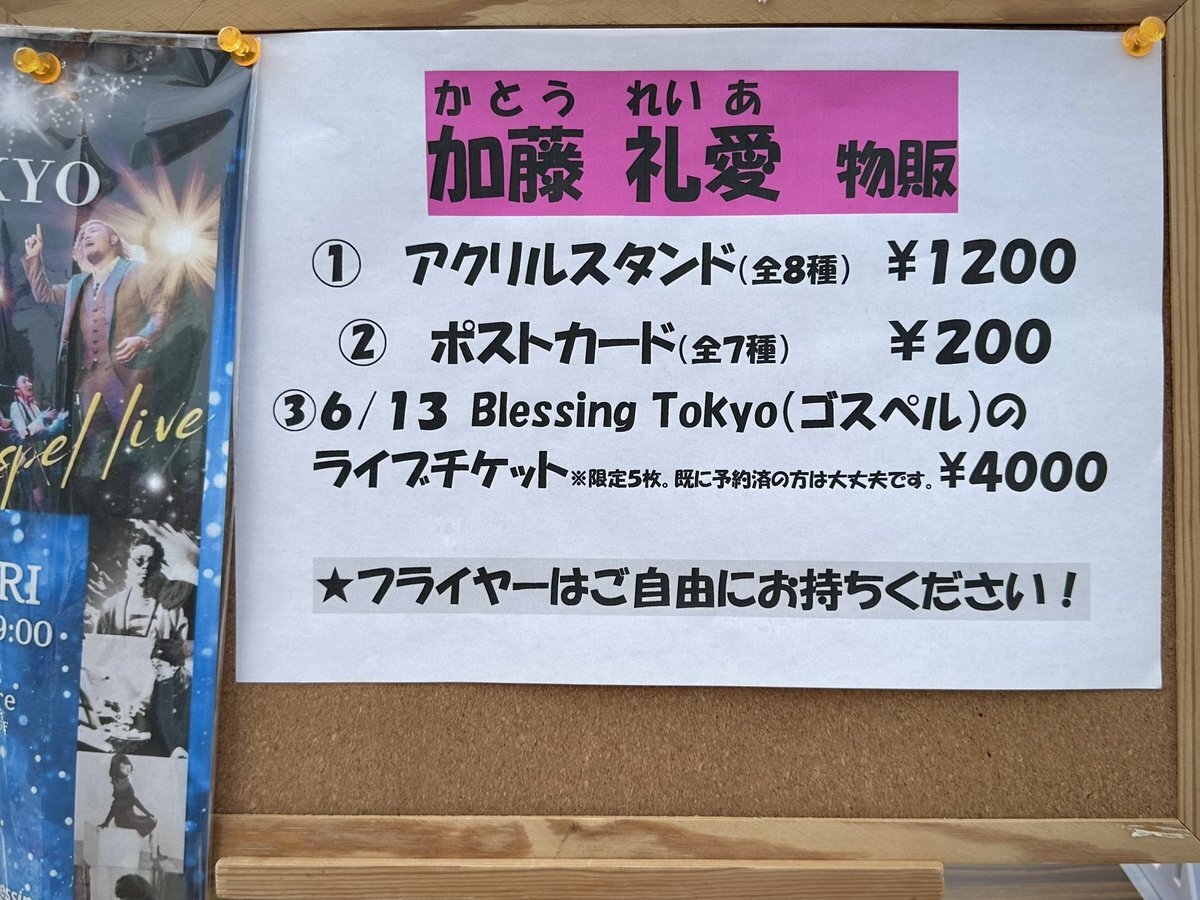 かとう れいあ
加藤 礼愛 物販
① アクリルスタンド(全8種) ￥1200
② ポストカード(全7種) ￥200
③6/13 Blessing Tokyo(ゴスペル)の
ライブチケット※限定5枚。既に予約済の方は大丈夫です。￥4000
★フライヤーはご自由にお持ちください！
KYO
spel live
RI
9:00